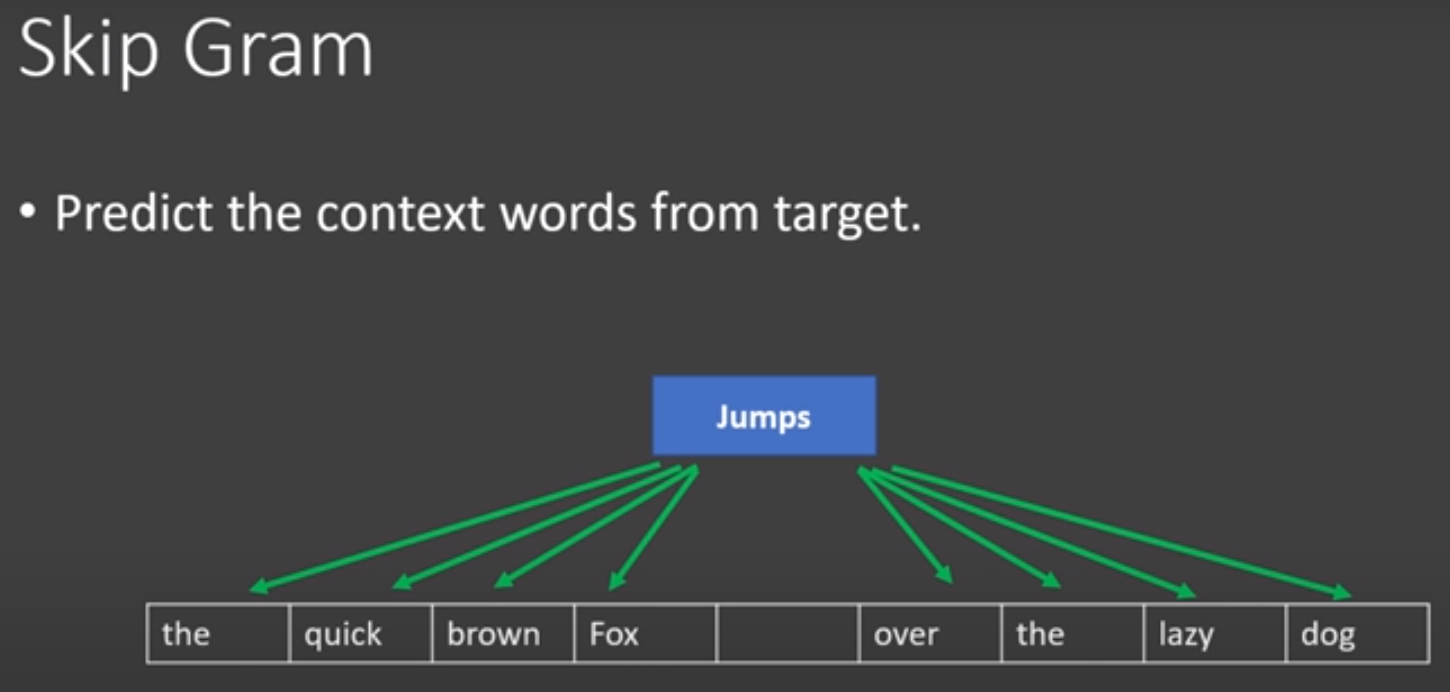 Skip Gram
• Predict the context words from target.
Jumps
the quick brown Fox over the lazy dog